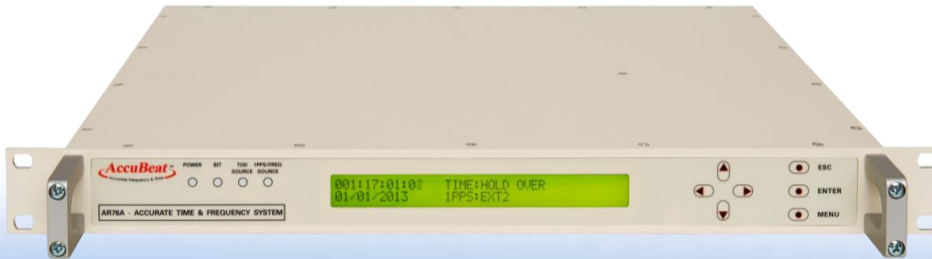 AccuBeat™
Accurate Frequency & Time
POWER
BIT
TOD SOURCE
1PPS/FREQ SOURCE
001:17:01:0
TIME:HOLD OVER
01/01/2013
1PPS:EXT2
AR76A - ACCURATE TIME & FREQUENCY SYSTEM
ESC
ENTER
MENU